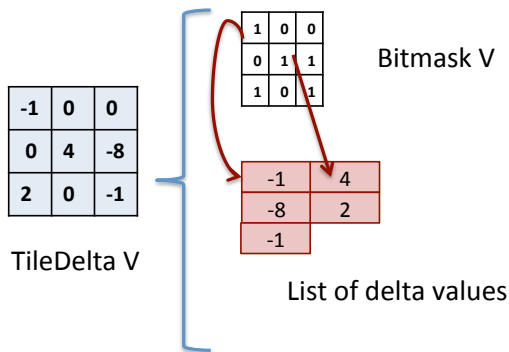 -1 0 0
0 4 -8
2 0 -1
TileDelta V
1 0 0
0 1 1
1 0 1
Bitmask V
-1 4
-8 2
-1
List of delta values